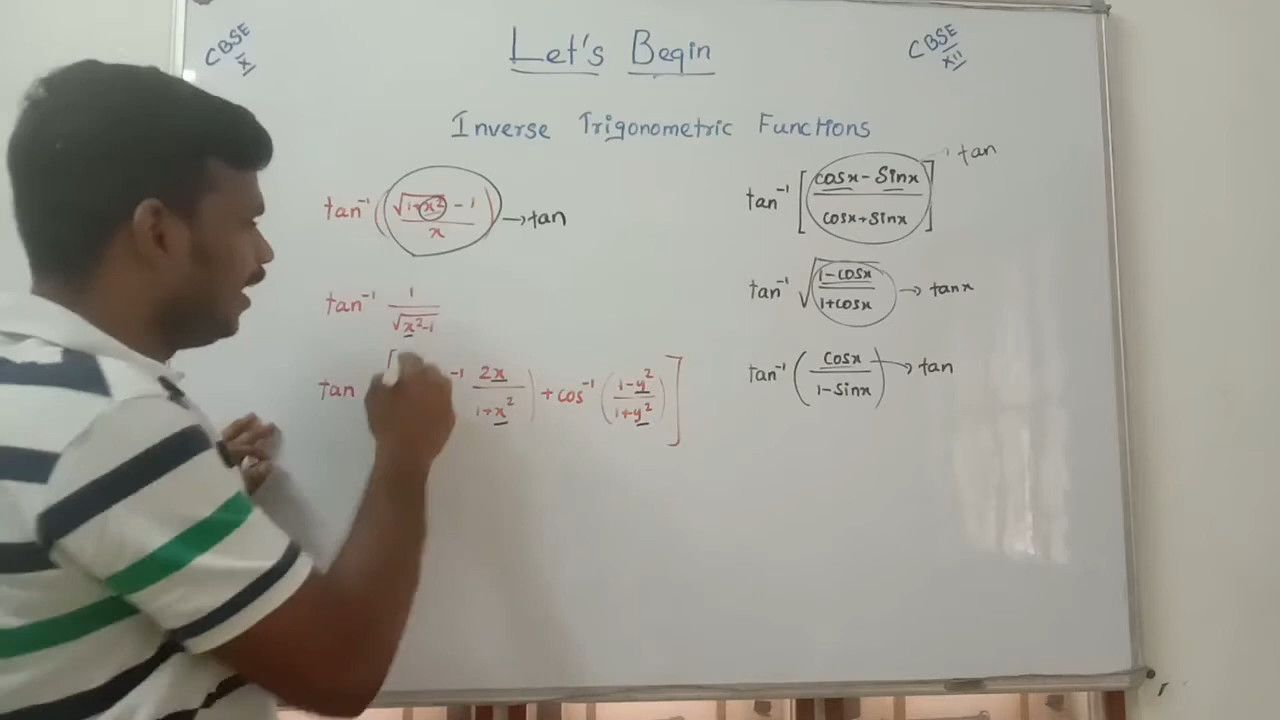 CBSE
X
Let's Begin
CBSE
XII
Inverse Trigonometric Functions
tan⁻¹ ( (√(1+x²) - 1) / x ) → tan
tan⁻¹ 1 / √(x²-1)
tan [ ⁻¹ 2x / (1+x²) ) + cos⁻¹ ( (1-y²) / (1+y²) ) ]
tan⁻¹ [ (cosx - Sinx) / (cosx + Sinx) ] → tan
tan⁻¹ √( (1-cosx) / (1+cosx) ) → tanx
tan⁻¹ ( cosx / (1-Sinx) ) → tan